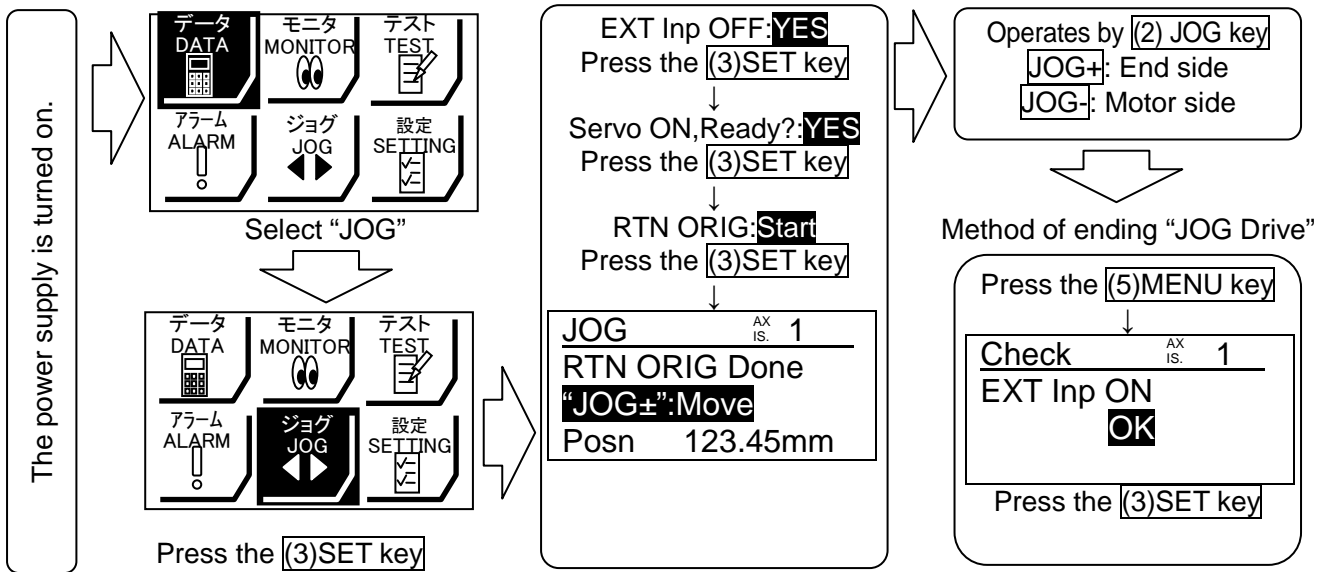 The power supply is turned on.
データ モニタ テスト
DATA MONITOR TEST
アラーム ジョグ 設定
ALARM JOG SETTING
Select “JOG”
データ モニタ テスト
DATA MONITOR TEST
アラーム ジョグ 設定
ALARM JOG SETTING
Press the (3)SET key
EXT Inp OFF:YES
Press the (3)SET key
↓
Servo ON,Ready?:YES
Press the (3)SET key
↓
RTN ORIG:Start
Press the (3)SET key
↓
JOG AXIS. 1
RTN ORIG Done
“JOG±”:Move
Posn 123.45mm
Operates by (2) JOG key
JOG+: End side
JOG-: Motor side
Method of ending “JOG Drive”
Press the (5)MENU key
↓
Check AXIS. 1
EXT Inp ON
OK
Press the (3)SET key